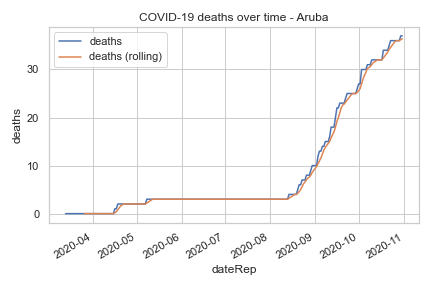 COVID-19 deaths over time - Aruba
deaths
deaths (rolling)
deaths
30
20
10
0
2020-04
2020-05
2020-06
2020-07
2020-08
2020-09
2020-10
2020-11
dateRep